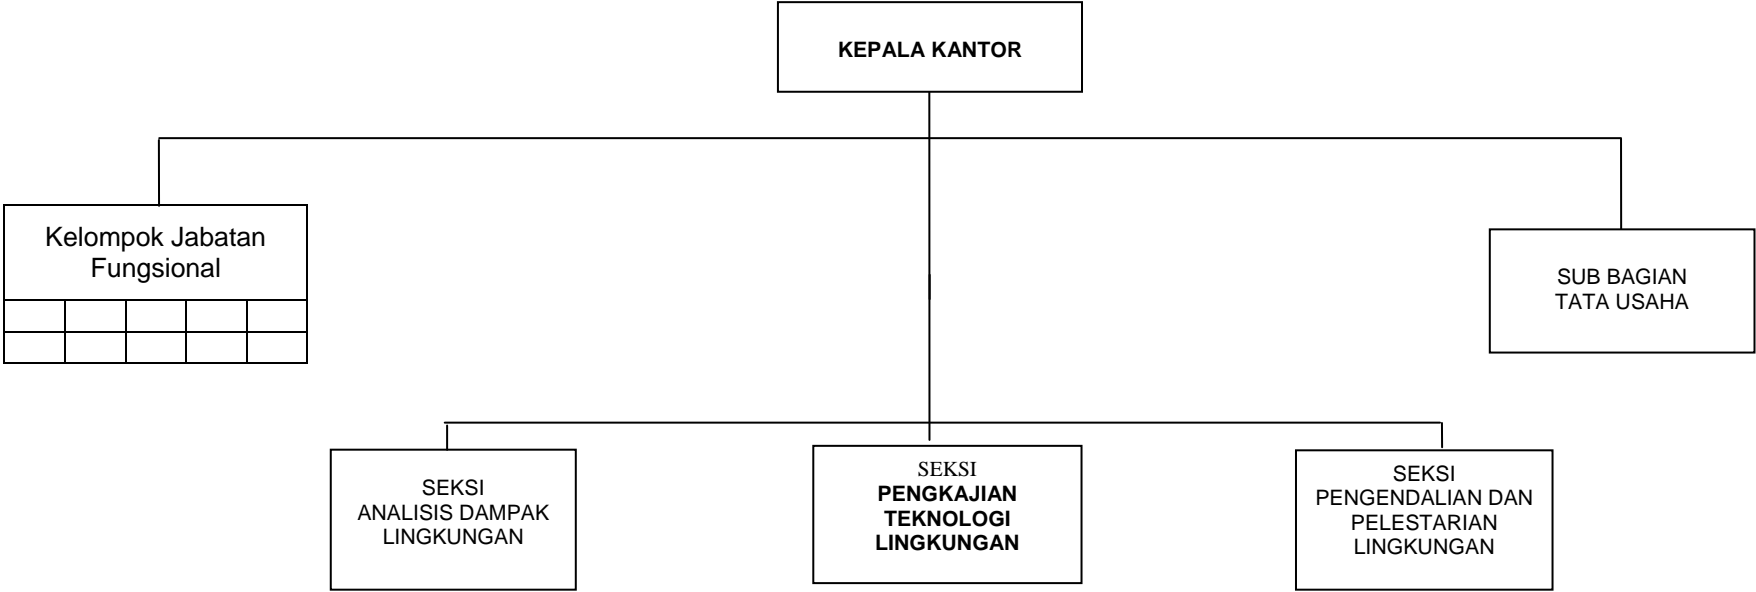 KEPALA KANTOR
Kelompok Jabatan
Fungsional
SUB BAGIAN
TATA USAHA
SEKSI
ANALISIS DAMPAK
LINGKUNGAN
SEKSI
PENGKAJIAN
TEKNOLOGI
LINGKUNGAN
SEKSI
PENGENDALIAN DAN
PELESTARIAN
LINGKUNGAN